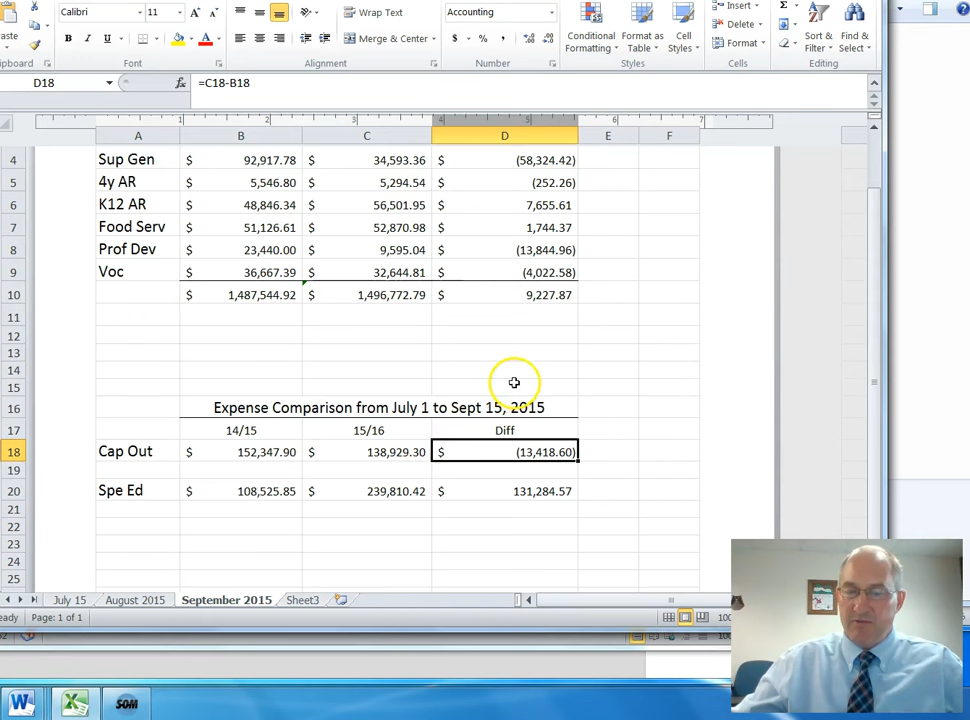 Calibri 11 Wrap Text Accounting Insert
Merge & Center $ % , Conditional Formatting Format as Table Cell Styles Delete Format Sort & Filter Find & Select
Font Alignment Number Styles Cells Editing
D18 fx =C18-B18
A B C D E F
4 Sup Gen $ 92,917.78 $ 34,593.36 $ (58,324.42)
5 4y AR $ 5,546.80 $ 5,294.54 $ (252.26)
6 K12 AR $ 48,846.34 $ 56,501.95 $ 7,655.61
7 Food Serv $ 51,126.61 $ 52,870.98 $ 1,744.37
8 Prof Dev $ 23,440.00 $ 9,595.04 $ (13,844.96)
9 Voc $ 36,667.39 $ 32,644.81 $ (4,022.58)
10 $ 1,487,544.92 $ 1,496,772.79 $ 9,227.87
11
12
13
14
15
16 Expense Comparison from July 1 to Sept 15, 2015
17 14/15 15/16 Diff
18 Cap Out $ 152,347.90 $ 138,929.30 $ (13,418.60)
19
20 Spe Ed $ 108,525.85 $ 239,810.42 $ 131,284.57
21
22
23
24
25
July 15 August 2015 September 2015 Sheet3
eady Page: 1 of 1 100
SOM